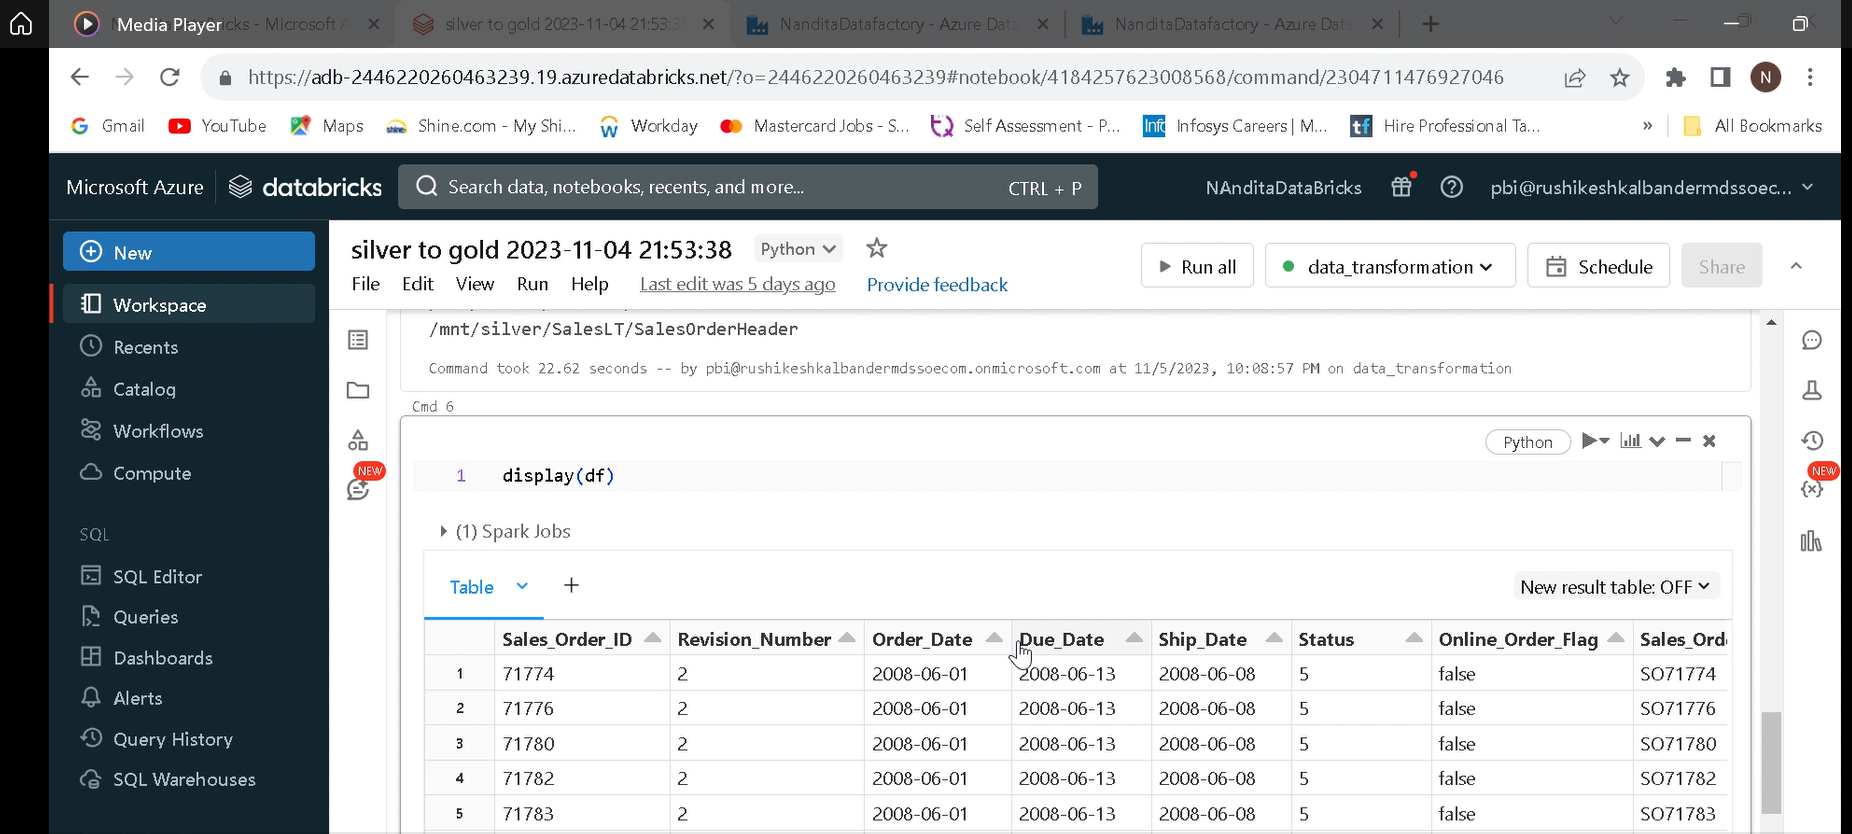 Media Player
Bricks - Microsoft A
silver to gold 2023-11-04 21:53:3
NanditaDatafactory - Azure Data
NanditaDatafactory - Azure Data
https://adb-2446220260463239.19.azuredatabricks.net/?o=2446220260463239#notebook/4184257623008568/command/2304711476927046
N
Gmail YouTube Maps Shine.com - My Shi... Workday Mastercard Jobs - S... Self Assessment - P... Infosys Careers | M... Hire Professional Ta... » All Bookmarks
Microsoft Azure databricks Search data, notebooks, recents, and more... CTRL + P NAnditaDataBricks pbi@rushikeshkalbandermdssoec...
New
Workspace
Recents
Catalog
Workflows
Compute
SQL
SQL Editor
Queries
Dashboards
Alerts
Query History
SQL Warehouses
silver to gold 2023-11-04 21:53:38 Python
File Edit View Run Help Last edit was 5 days ago Provide feedback
Run all data_transformation Schedule Share
NEW
NEW
/mnt/silver/SalesLT/SalesOrderHeader
Command took 22.62 seconds -- by pbi@rushikeshkalbandermdssoecom.onmicrosoft.com at 11/5/2023, 10:08:57 PM on data_transformation
Cmd 6
Python
1 display(df)
(1) Spark Jobs
Table + New result table: OFF
Sales_Order_ID Revision_Number Order_Date Due_Date Ship_Date Status Online_Order_Flag Sales_Ord
1 71774 2 2008-06-01 2008-06-13 2008-06-08 5 false SO71774
2 71776 2 2008-06-01 2008-06-13 2008-06-08 5 false SO71776
3 71780 2 2008-06-01 2008-06-13 2008-06-08 5 false SO71780
4 71782 2 2008-06-01 2008-06-13 2008-06-08 5 false SO71782
5 71783 2 2008-06-01 2008-06-13 2008-06-08 5 false SO71783